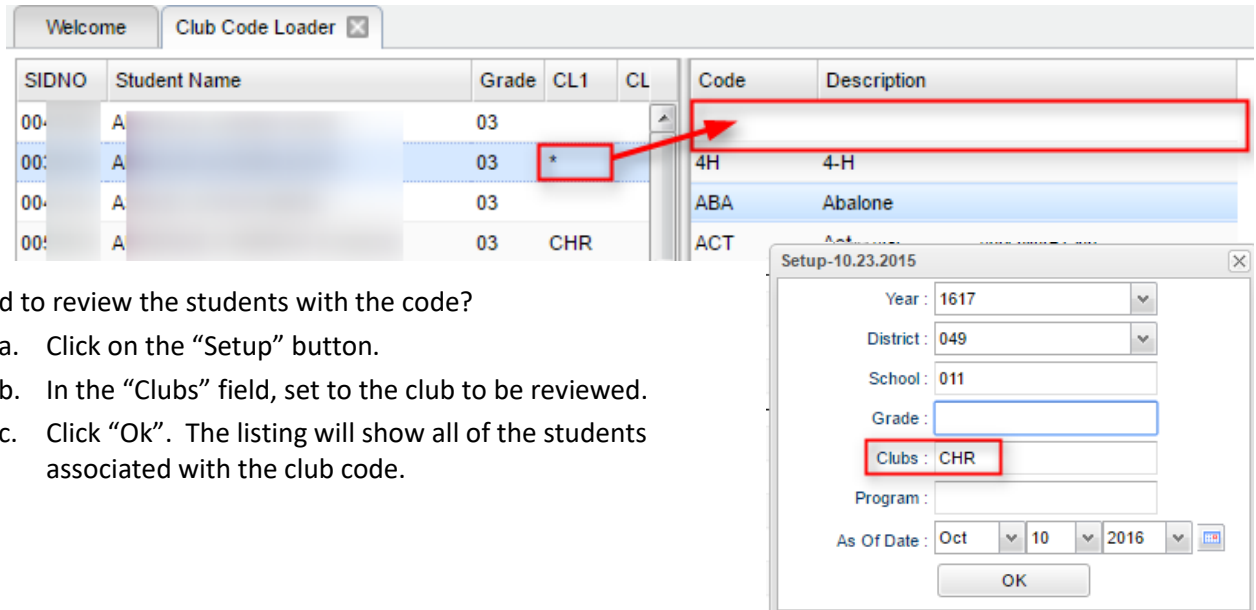 Welcome Club Code Loader
SIDNO Student Name Grade CL1 CL Code Description
004 A 03
003 A 03 * 4H 4-H
004 A 03 ABA Abalone
005 A 03 CHR ACT
Setup-10.23.2015
Year : 1617
District : 049
School : 011
Grade :
Clubs : CHR
Program :
As Of Date : Oct 10 2016
OK
d to review the students with the code?
a. Click on the “Setup” button.
b. In the “Clubs” field, set to the club to be reviewed.
c. Click “Ok”. The listing will show all of the students
associated with the club code.